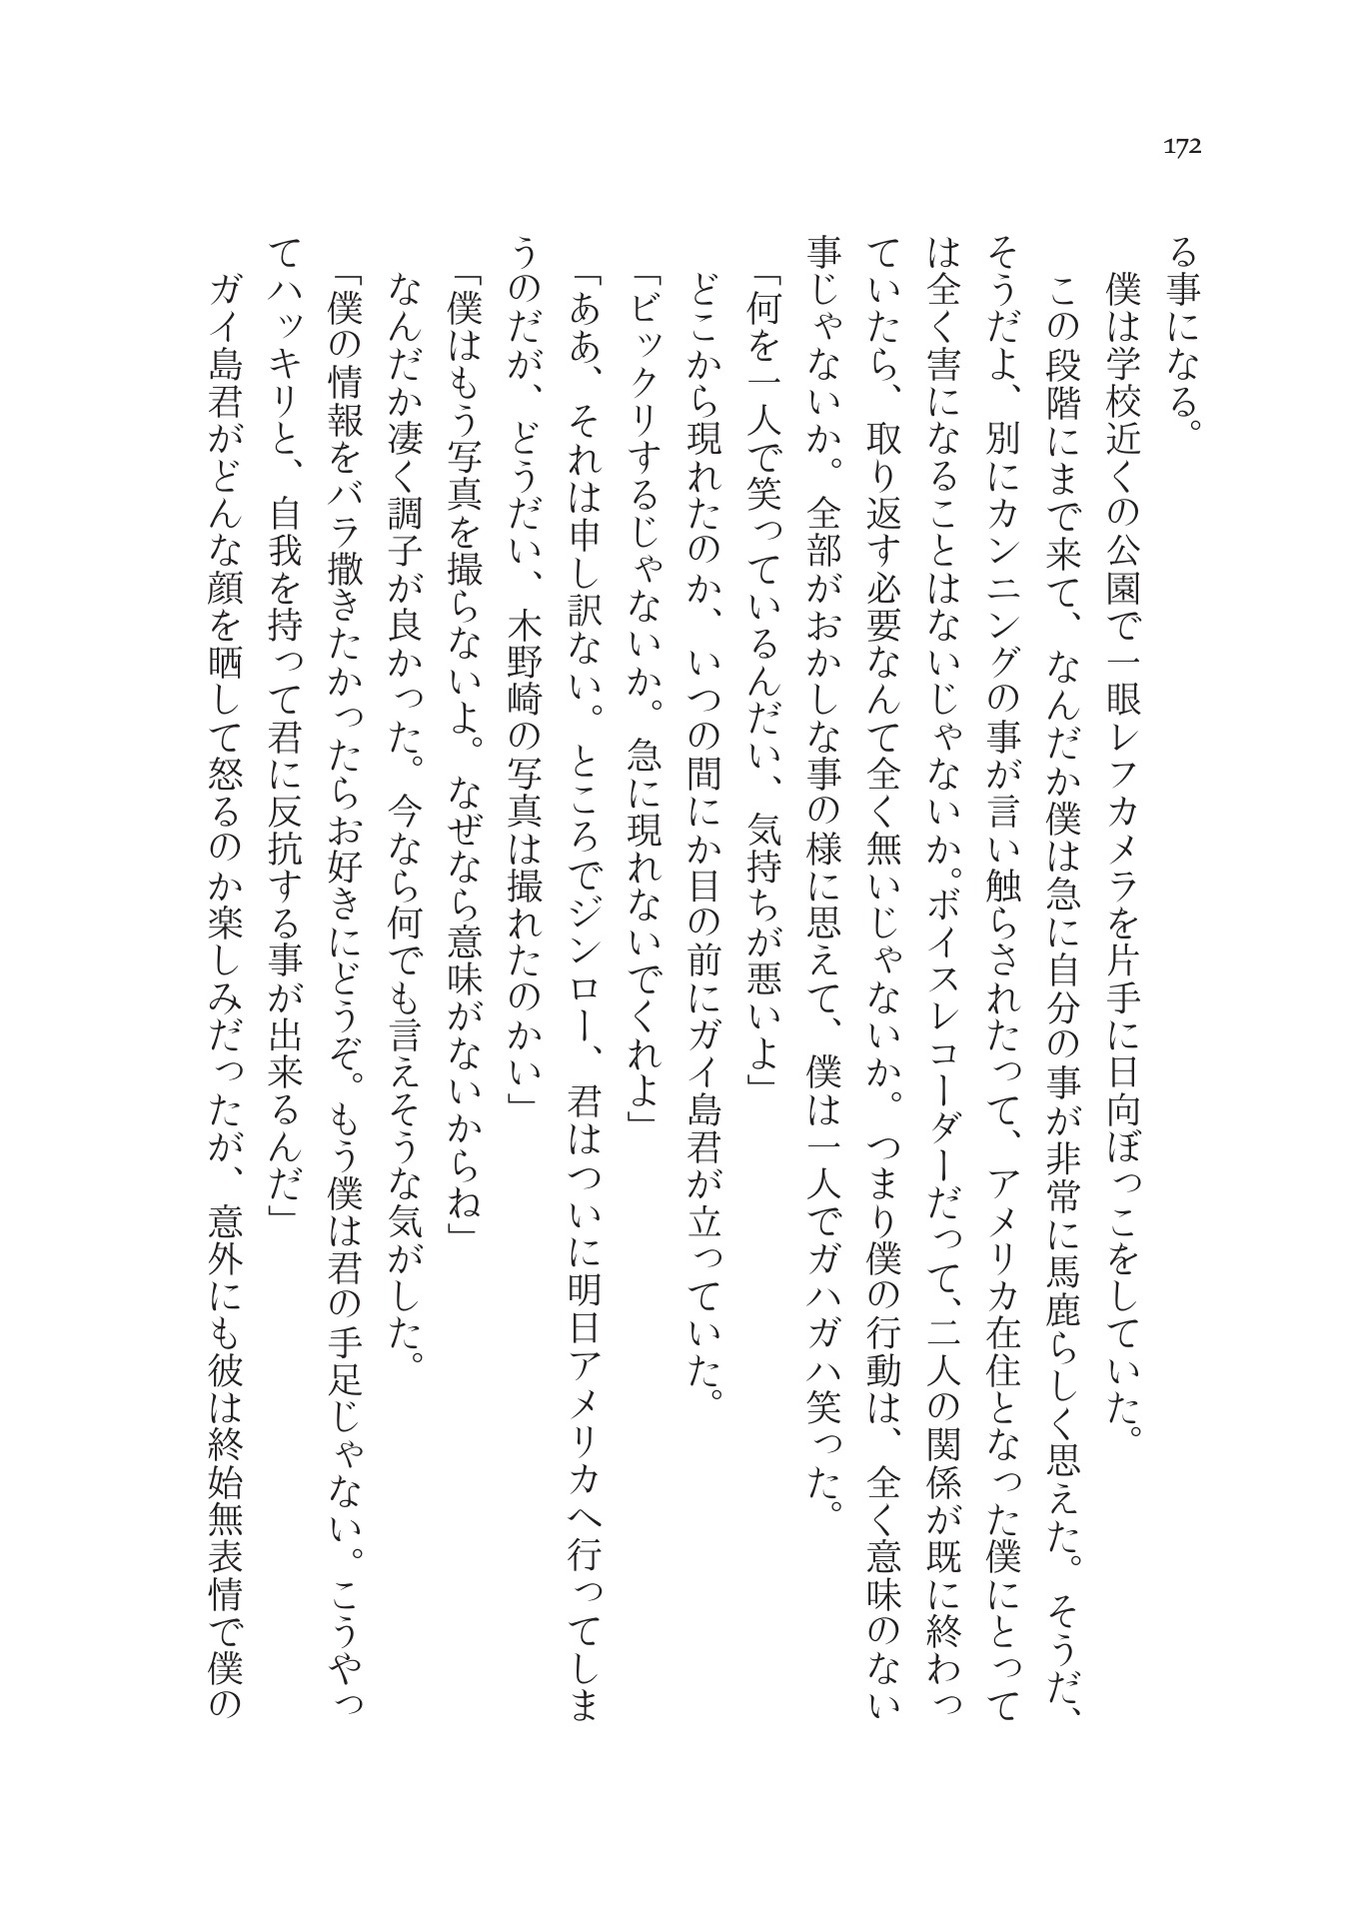 172
る事になる。
　僕は学校近くの公園で一眼レフカメラを片手に日向ぼっこをしていた。
　この段階にまで来て、なんだか僕は急に自分の事が非常に馬鹿らしく思えた。そうだ、
そうだよ、別にカンニングの事が言い触らされたって、アメリカ在住となった僕にとって
は全く害になることはないじゃないか。ボイスレコーダーだって、二人の関係が既に終わっ
ていたら、取り返す必要なんて全く無いじゃないか。つまり僕の行動は、全く意味のない
事じゃないか。全部がおかしな事の様に思えて、僕は一人でガハガハ笑った。
　「何を一人で笑っているんだい、気持ちが悪いよ」
　どこから現れたのか、いつの間にか目の前にガイ島君が立っていた。
　「ビックリするじゃないか。急に現れないでくれよ」
　「ああ、それは申し訳ない。ところでジンロー、君はついに明日アメリカへ行ってしま
うのだが、どうだい、木野崎の写真は撮れたのかい」
　「僕はもう写真を撮らないよ。なぜなら意味がないからね」
　なんだか凄く調子が良かった。今なら何でも言えそうな気がした。
　「僕の情報をバラ撒きたかったらお好きにどうぞ。もう僕は君の手足じゃない。こうやっ
てハッキリと、自我を持って君に反抗する事が出来るんだ」
　ガイ島君がどんな顔を晒して怒るのか楽しみだったが、意外にも彼は終始無表情で僕の